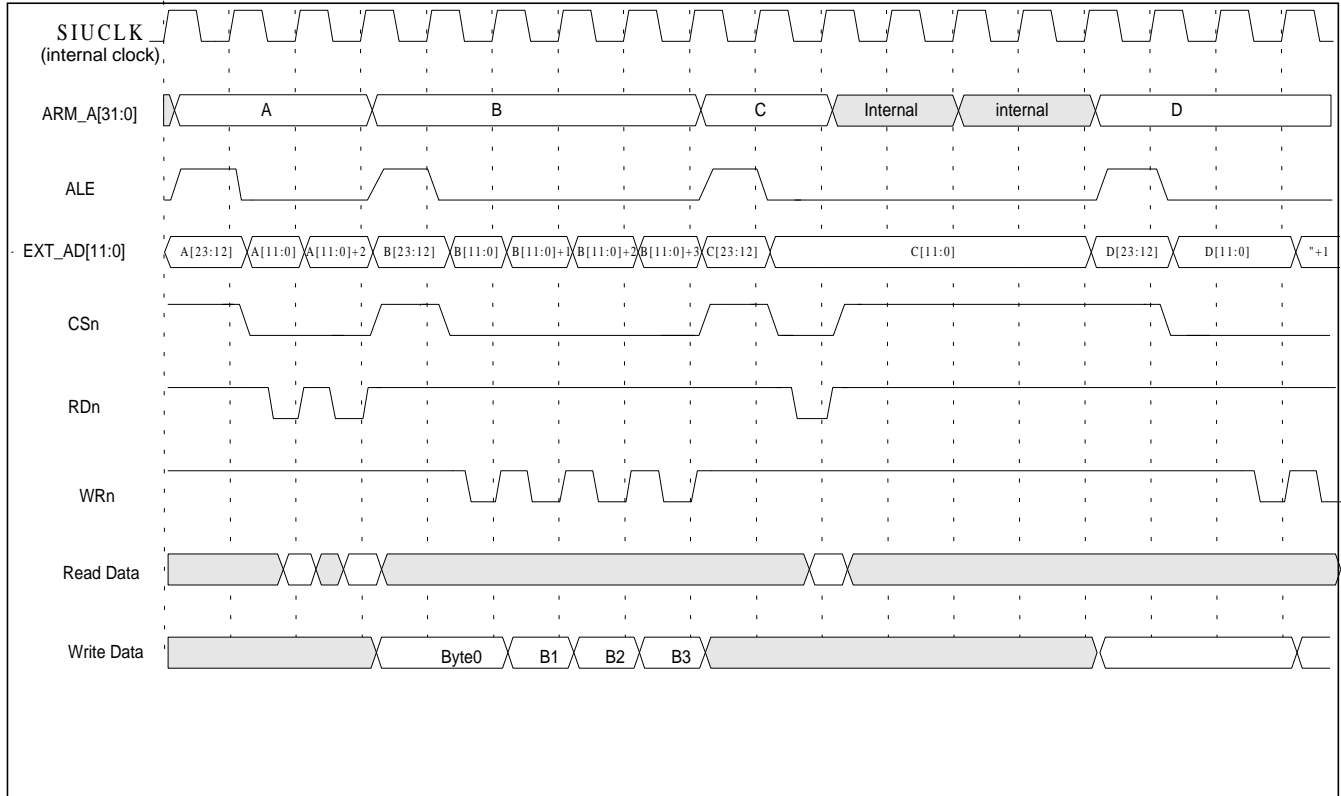 SIUCLK
(internal clock)
ARM_A[31:0] A B C Internal internal D
ALE
EXT_AD[11:0] A[23:12] A[11:0] A[11:0]+2 B[23:12] B[11:0] B[11:0]+1 B[11:0]+2 B[11:0]+3 C[23:12] C[11:0] D[23:12] D[11:0] "+1
CSn
RDn
WRn
Read Data
Write Data Byte0 B1 B2 B3